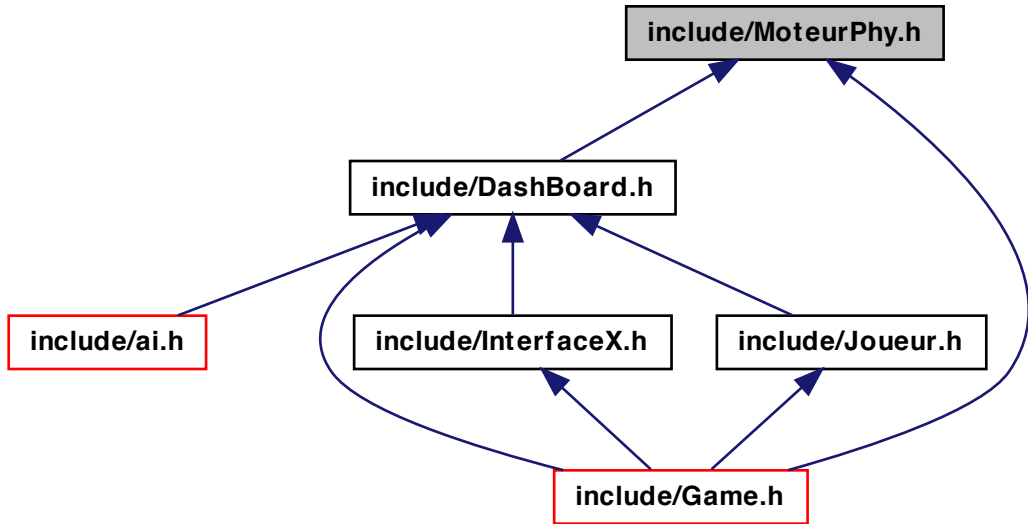 include/MoteurPhy.h
include/DashBoard.h
include/ai.h
include/InterfaceX.h
include/Joueur.h
include/Game.h